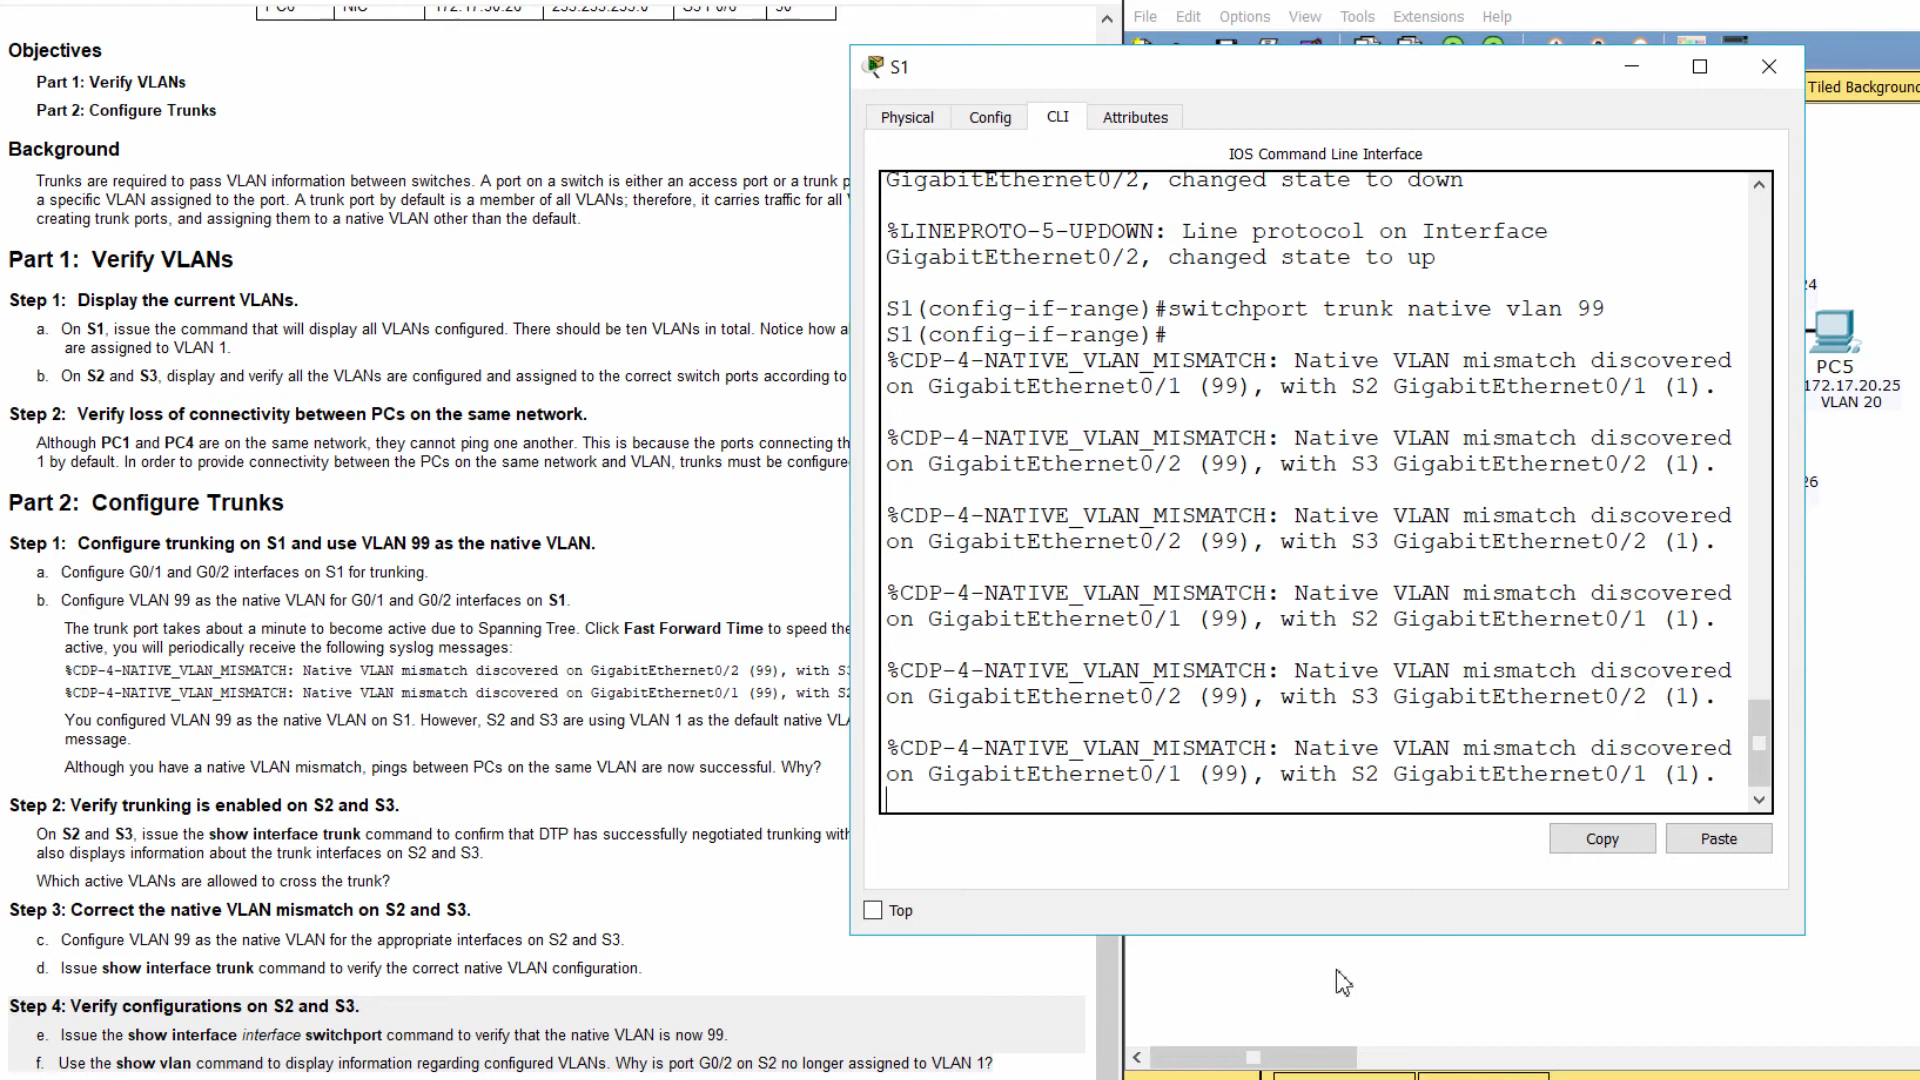 PC6 NIC 172.17.30.26 255.255.255.0 S3 F0/6 30
Objectives
Part 1: Verify VLANs
Part 2: Configure Trunks
Background
Trunks are required to pass VLAN information between switches. A port on a switch is either an access port or a trunk p
a specific VLAN assigned to the port. A trunk port by default is a member of all VLANs; therefore, it carries traffic for all
creating trunk ports, and assigning them to a native VLAN other than the default.
Part 1: Verify VLANs
Step 1: Display the current VLANs.
a. On S1, issue the command that will display all VLANs configured. There should be ten VLANs in total. Notice how a
are assigned to VLAN 1.
b. On S2 and S3, display and verify all the VLANs are configured and assigned to the correct switch ports according to
Step 2: Verify loss of connectivity between PCs on the same network.
Although PC1 and PC4 are on the same network, they cannot ping one another. This is because the ports connecting th
1 by default. In order to provide connectivity between the PCs on the same network and VLAN, trunks must be configure
Part 2: Configure Trunks
Step 1: Configure trunking on S1 and use VLAN 99 as the native VLAN.
a. Configure G0/1 and G0/2 interfaces on S1 for trunking.
b. Configure VLAN 99 as the native VLAN for G0/1 and G0/2 interfaces on S1.
The trunk port takes about a minute to become active due to Spanning Tree. Click Fast Forward Time to speed the
active, you will periodically receive the following syslog messages:
%CDP-4-NATIVE_VLAN_MISMATCH: Native VLAN mismatch discovered on GigabitEthernet0/2 (99), with S3
%CDP-4-NATIVE_VLAN_MISMATCH: Native VLAN mismatch discovered on GigabitEthernet0/1 (99), with S2
You configured VLAN 99 as the native VLAN on S1. However, S2 and S3 are using VLAN 1 as the default native VLA
message.
Although you have a native VLAN mismatch, pings between PCs on the same VLAN are now successful. Why?
Step 2: Verify trunking is enabled on S2 and S3.
On S2 and S3, issue the show interface trunk command to confirm that DTP has successfully negotiated trunking with
also displays information about the trunk interfaces on S2 and S3.
Which active VLANs are allowed to cross the trunk?
Step 3: Correct the native VLAN mismatch on S2 and S3.
c. Configure VLAN 99 as the native VLAN for the appropriate interfaces on S2 and S3.
d. Issue show interface trunk command to verify the correct native VLAN configuration.
Step 4: Verify configurations on S2 and S3.
e. Issue the show interface interface switchport command to verify that the native VLAN is now 99.
f. Use the show vlan command to display information regarding configured VLANs. Why is port G0/2 on S2 no longer assigned to VLAN 1?
File Edit Options View Tools Extensions Help
Tiled Background
S1
Physical Config CLI Attributes
IOS Command Line Interface
GigabitEthernet0/2, changed state to down
%LINEPROTO-5-UPDOWN: Line protocol on Interface
GigabitEthernet0/2, changed state to up
S1(config-if-range)#switchport trunk native vlan 99
S1(config-if-range)#
%CDP-4-NATIVE_VLAN_MISMATCH: Native VLAN mismatch discovered
on GigabitEthernet0/1 (99), with S2 GigabitEthernet0/1 (1).
%CDP-4-NATIVE_VLAN_MISMATCH: Native VLAN mismatch discovered
on GigabitEthernet0/2 (99), with S3 GigabitEthernet0/2 (1).
%CDP-4-NATIVE_VLAN_MISMATCH: Native VLAN mismatch discovered
on GigabitEthernet0/2 (99), with S3 GigabitEthernet0/2 (1).
%CDP-4-NATIVE_VLAN_MISMATCH: Native VLAN mismatch discovered
on GigabitEthernet0/1 (99), with S2 GigabitEthernet0/1 (1).
%CDP-4-NATIVE_VLAN_MISMATCH: Native VLAN mismatch discovered
on GigabitEthernet0/2 (99), with S3 GigabitEthernet0/2 (1).
%CDP-4-NATIVE_VLAN_MISMATCH: Native VLAN mismatch discovered
on GigabitEthernet0/1 (99), with S2 GigabitEthernet0/1 (1).
Copy Paste
Top
24
PC5
172.17.20.25
VLAN 20
26